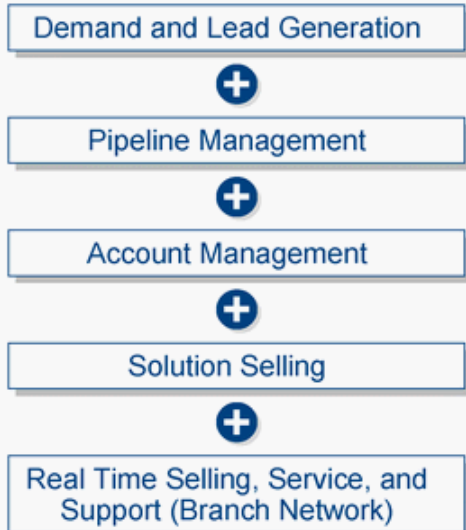 Demand and Lead Generation
Pipeline Management
Account Management
Solution Selling
Real Time Selling, Service, and
Support (Branch Network)